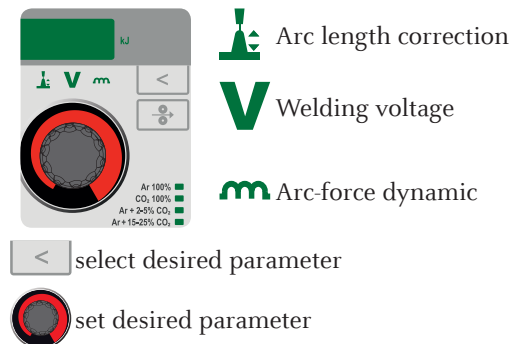 kJ
Arc length correction
V
<
V
Welding voltage
Ar 100%
CO₂ 100%
Ar + 2-5% CO₂
Ar + 15-25% CO₂
Arc-force dynamic
< select desired parameter
set desired parameter